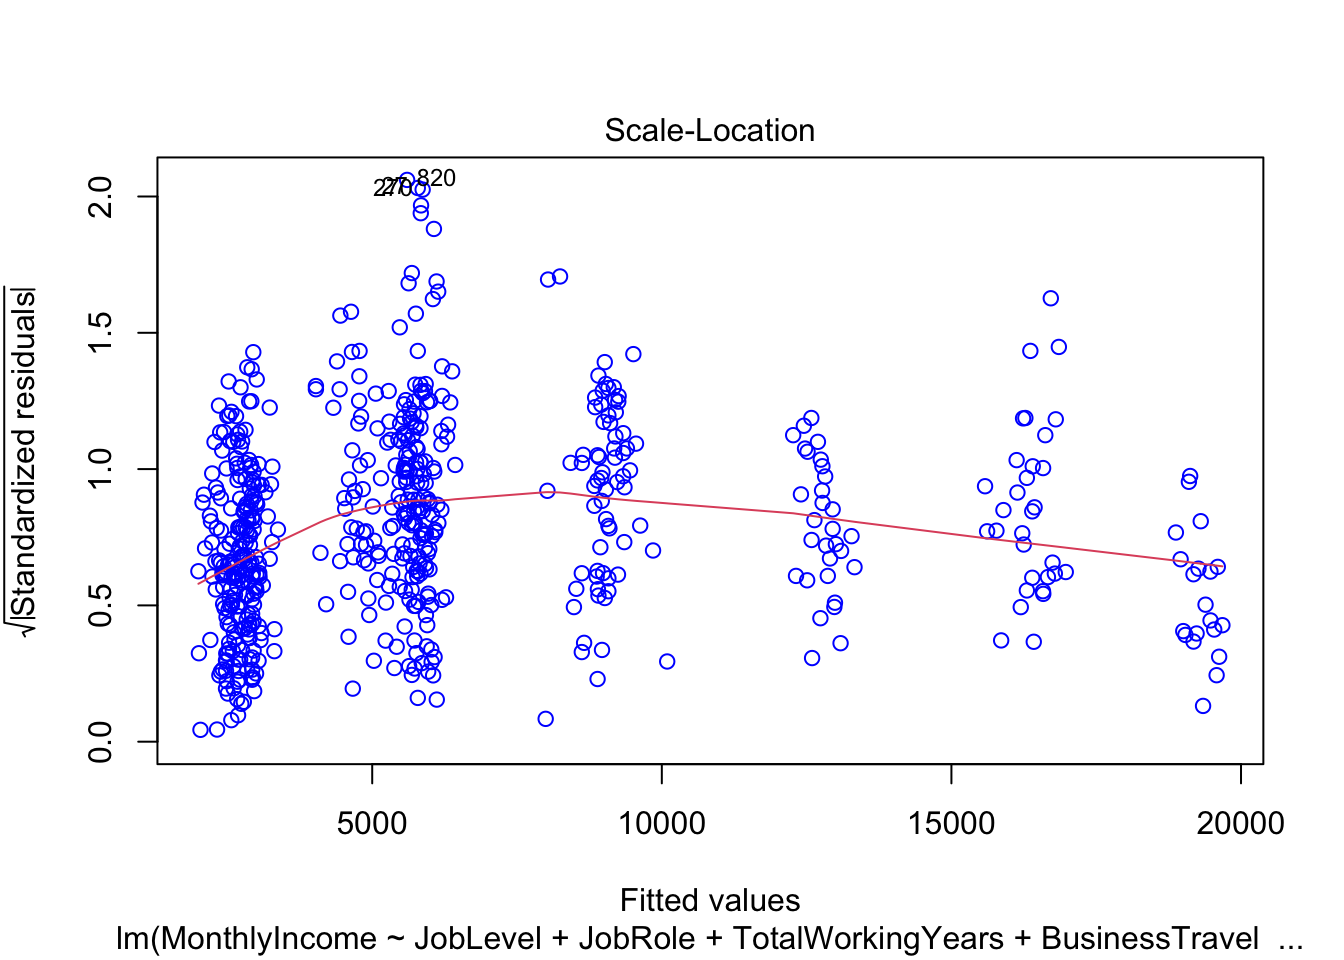 Scale-Location
820
2.0
1.5
1.0
0.5
0.0
√|Standardized residuals|
5000 10000 15000 20000
Fitted values
lm(MonthlyIncome ~ JobLevel + JobRole + TotalWorkingYears + BusinessTravel ...